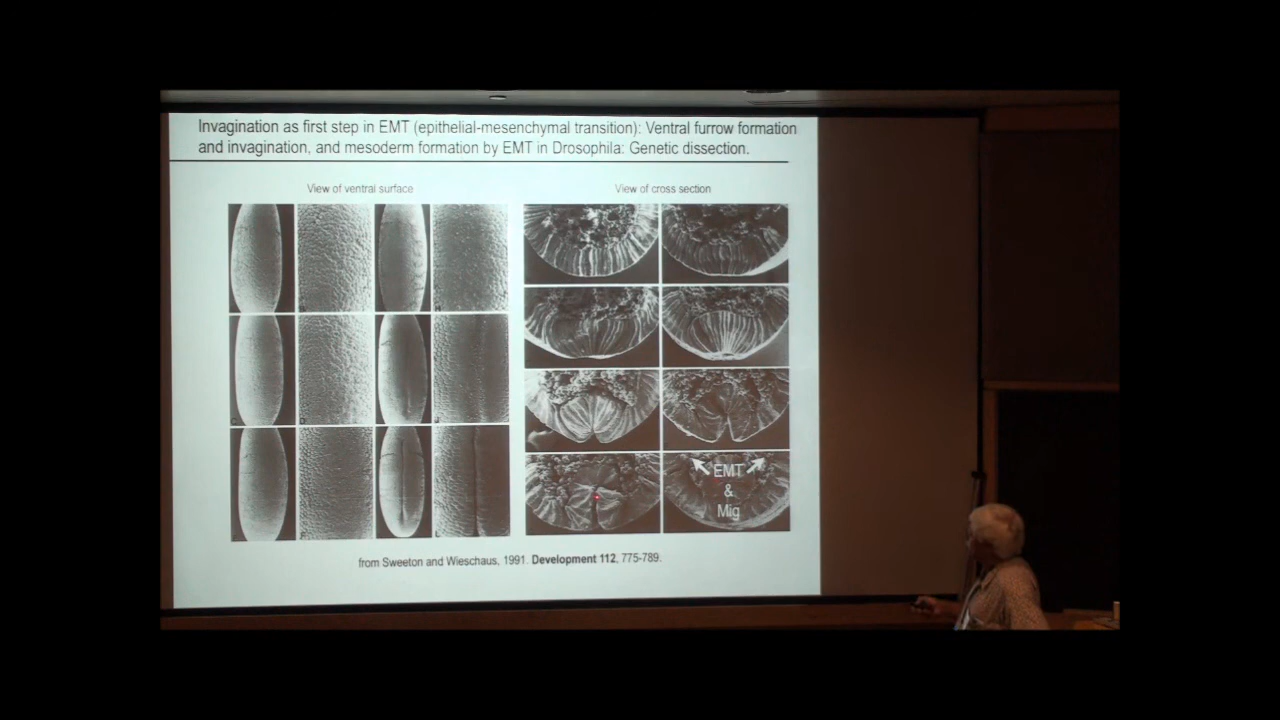 Invagination as first step in EMT (epithelial-mesenchymal transition): Ventral furrow formation
and invagination, and mesoderm formation by EMT in Drosophila: Genetic dissection.
View of ventral surface
View of cross section
EMT
&
Mig
from Sweeton and Wieschaus, 1991. Development 112, 775-789.